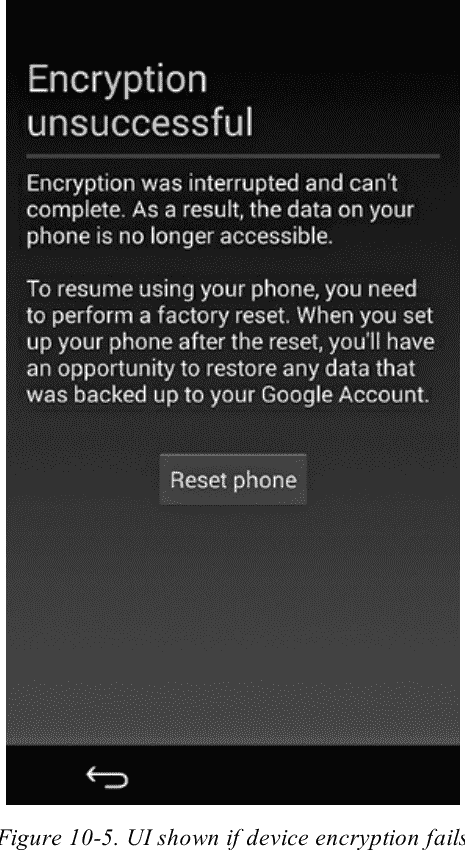 Encryption
unsuccessful
Encryption was interrupted and can't
complete. As a result, the data on your
phone is no longer accessible.
To resume using your phone, you need
to perform a factory reset. When you set
up your phone after the reset, you'll have
an opportunity to restore any data that
was backed up to your Google Account.
Reset phone
Figure 10-5. UI shown if device encryption fails